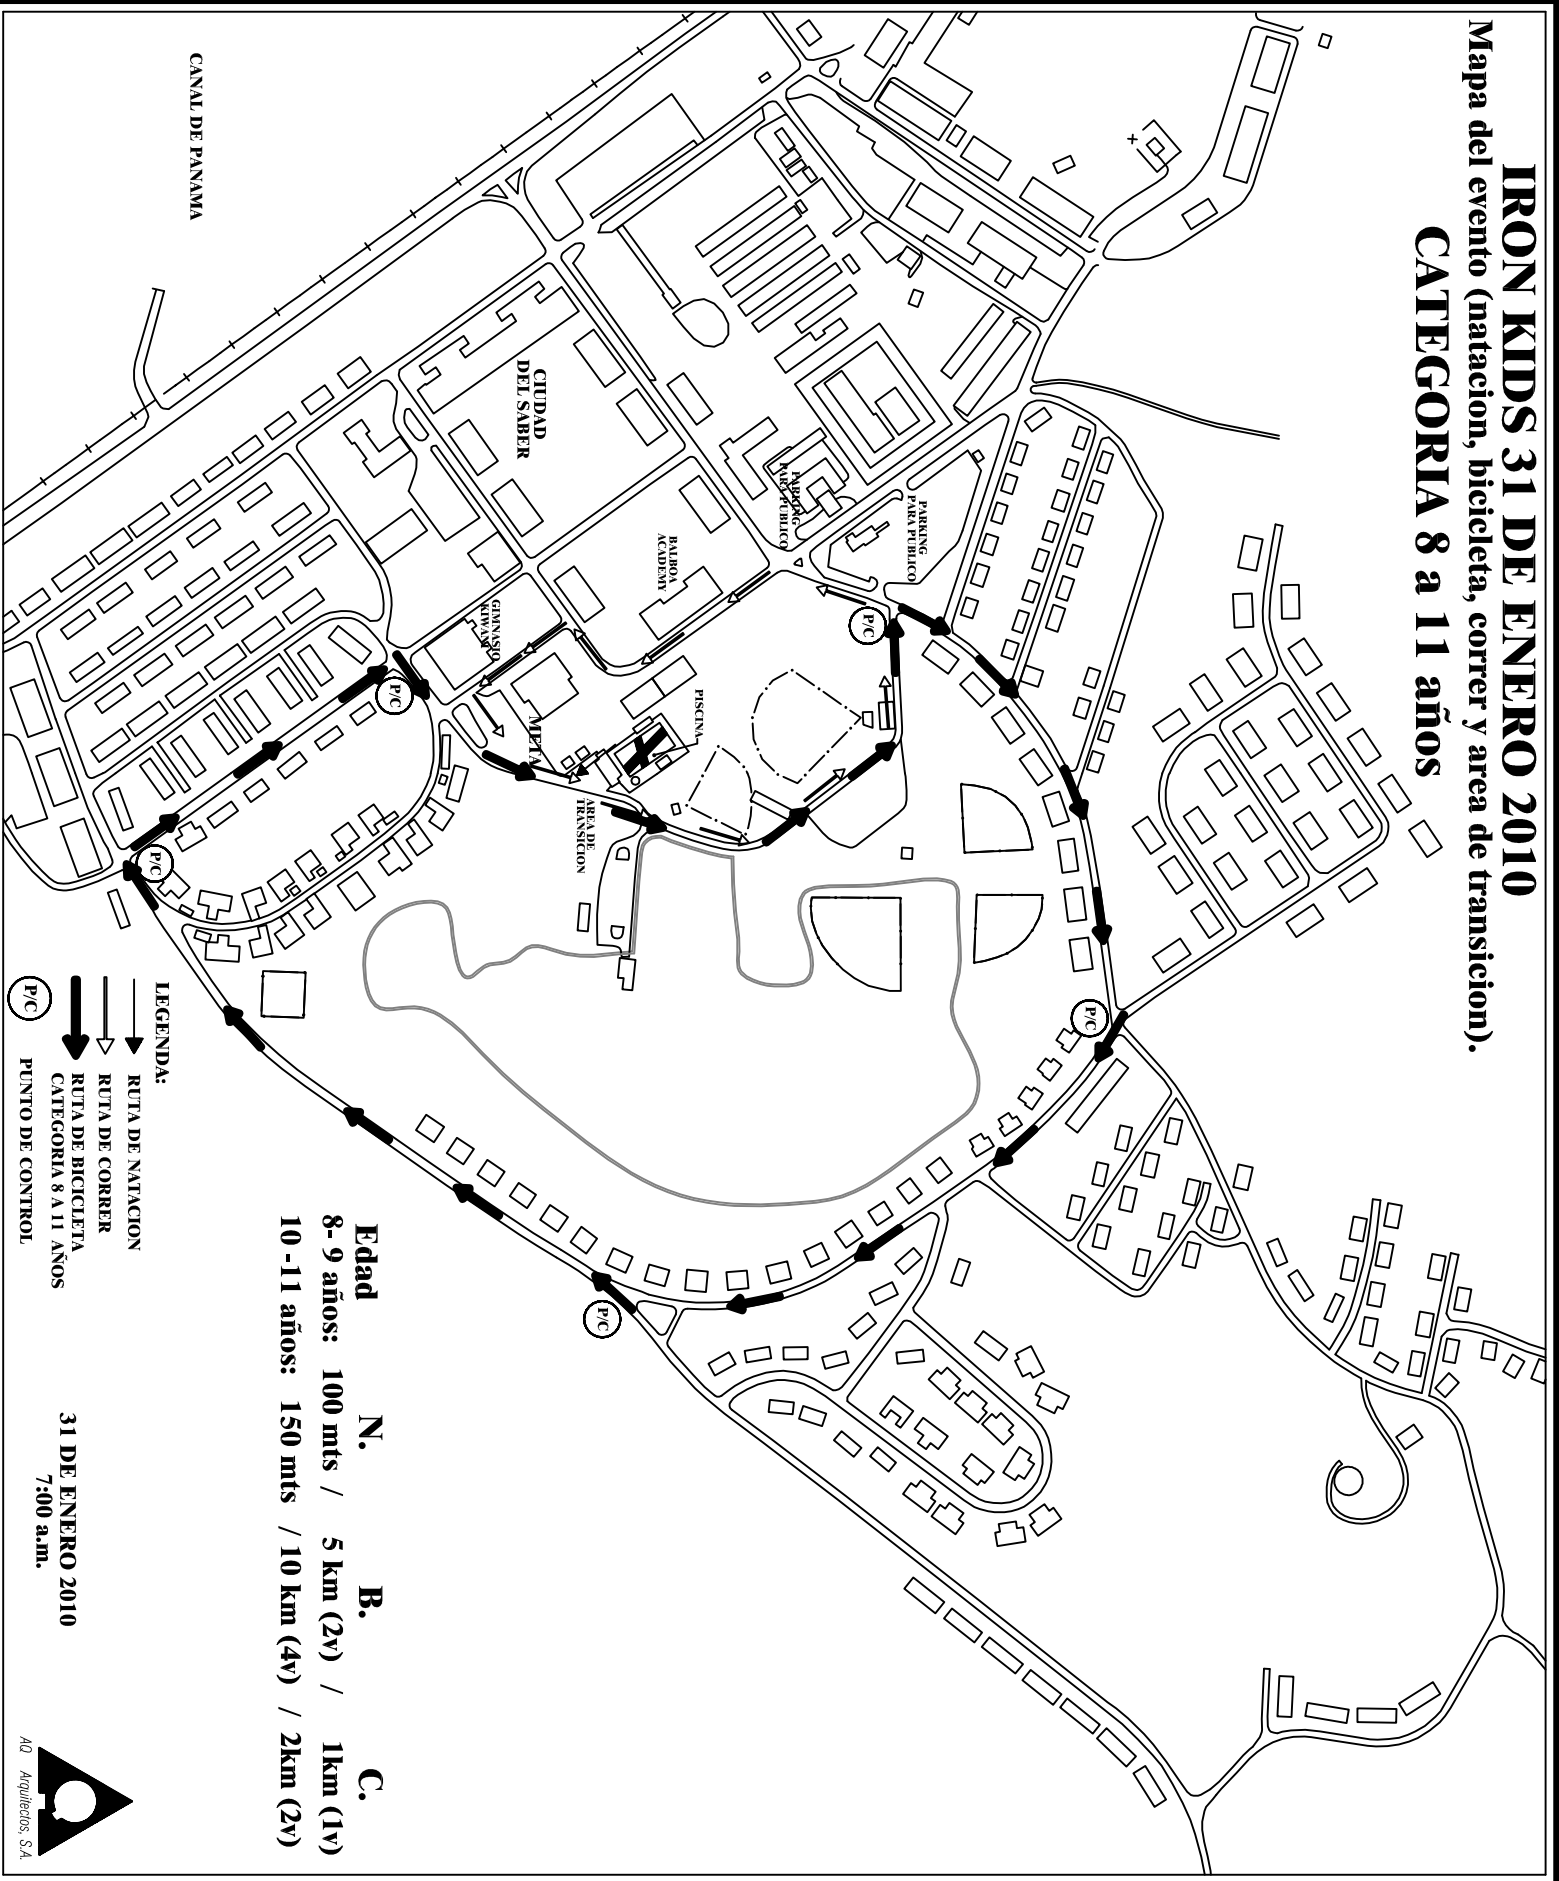 IRON KIDS 31 DE ENERO 2010
Mapa del evento (natacion, bicicleta, correr y area de transicion).
CATEGORIA 8 a 11 años
PARKING
PARA PUBLICO
PARKING
PARA PUBLICO
P/C
PISCINA
BALBOA
ACADEMY
CIUDAD
DEL SABER
META
AREA DE
TRANSICION
GIMNASIO
KIWANI
P/C
P/C
P/C
P/C
CANAL DE PANAMA
LEGENDA:
RUTA DE NATACION
RUTA DE CORRER
RUTA DE BICICLETA
CATEGORIA 8 A 11 AÑOS
P/C PUNTO DE CONTROL
Edad N. B. C.
8- 9 años: 100 mts / 5 km (2v) / 1km (1v)
10 -11 años: 150 mts / 10 km (4v) / 2km (2v)
31 DE ENERO 2010
7:00 a.m.
AQ Arquitectos, S.A.